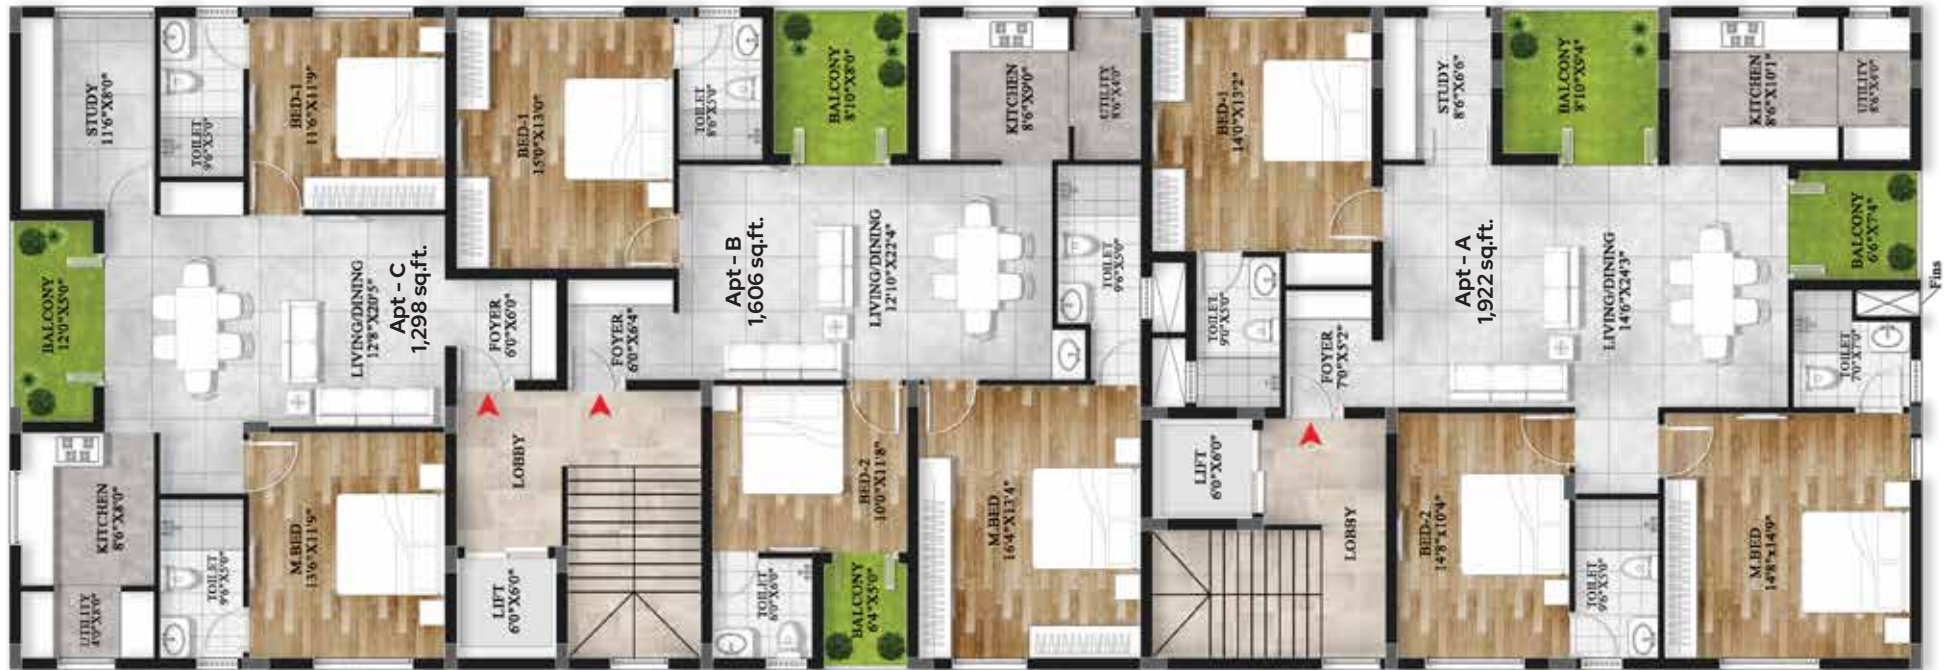 STUDY
11'6"X8'0"
TOILET
9'6"X5'0"
BED-1
11'6"X11'9"
BALCONY
12'0"X5'0"
LIVING/DINING
12'8"X20'5"
Apt - C
1,298 sq.ft.
KITCHEN
8'6"X8'0"
UTILITY
4'0"X8'0"
TOILET
9'6"X5'0"
M.BED
13'6"X11'9"
FOYER
6'0"X6'0"
LOBBY
LIFT
6'0"X6'0"
BED-1
15'0"X13'0"
TOILET
8'6"X5'0"
BALCONY
8'10"X8'0"
KITCHEN
8'6"X9'0"
UTILITY
8'6"X4'0"
FOYER
6'0"X6'4"
Apt - B
1,606 sq.ft.
LIVING/DINING
12'10"X22'4"
TOILET
9'6"X5'0"
BED-2
10'0"X11'8"
TOILET
6'0"X6'0"
BALCONY
6'4"X5'0"
M.BED
16'4"X13'4"
BED-1
14'0"X13'2"
STUDY
8'6"X6'6"
BALCONY
8'10"X9'4"
KITCHEN
8'6"X10'1"
UTILITY
8'6"X4'0"
TOILET
9'0"X5'0"
FOYER
7'0"X5'2"
Apt - A
1,922 sq.ft.
LIVING/DINING
14'6"X24'3"
BALCONY
6'6"X7'4"
Fins
TOILET
7'0"X7'0"
LIFT
6'0"X6'0"
LOBBY
BED-2
14'8"x10'4"
TOILET
9'6"X5'0"
M.BED
14'8"x14'9"